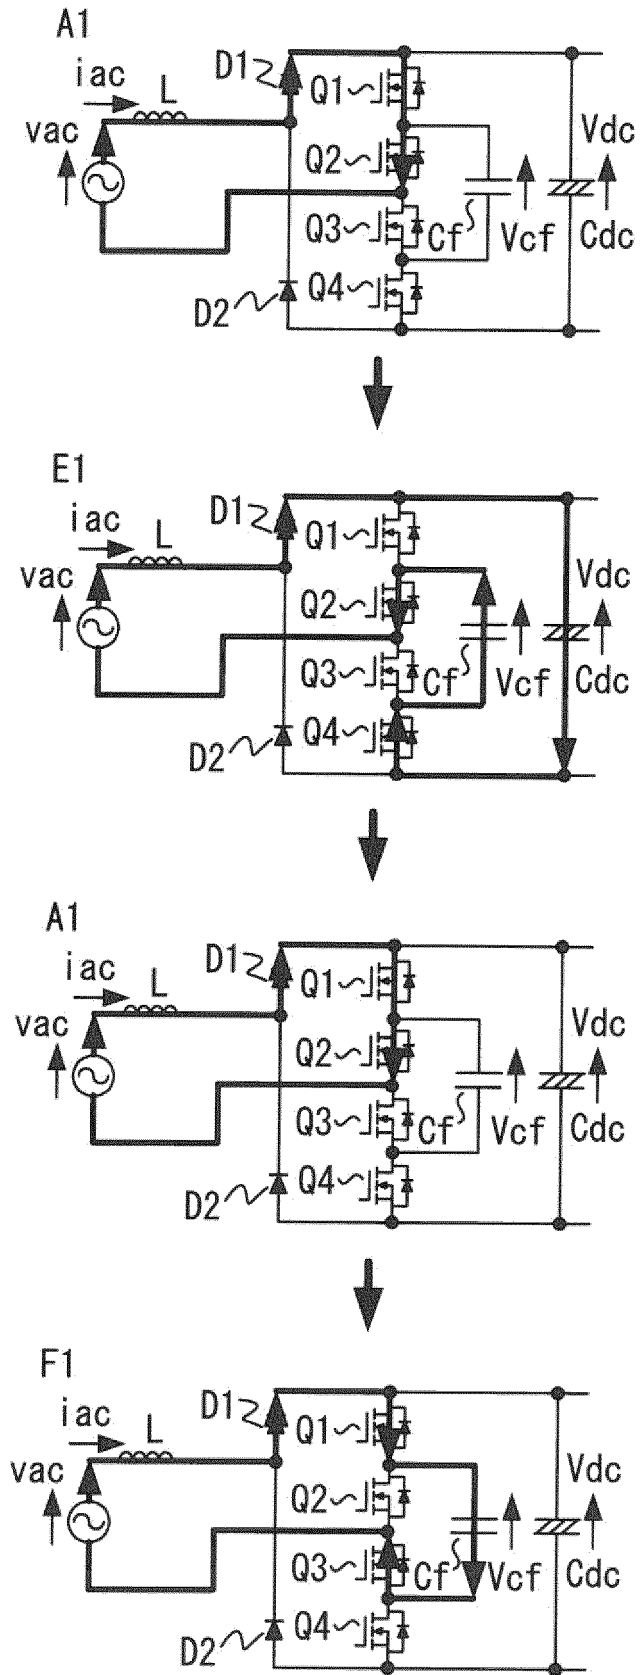 A1
D1
iac L Q1
vac Vdc
Q2
Q3 Cf Vcf Cdc
Q4
D2
E1
D1
iac L Q1
vac Vdc
Q2
Q3 Cf Vcf Cdc
Q4
D2
A1
D1
iac L Q1
vac Vdc
Q2
Q3 Cf Vcf Cdc
Q4
D2
F1
D1
iac L Q1
vac Vdc
Q2
Q3 Cf Vcf Cdc
Q4
D2